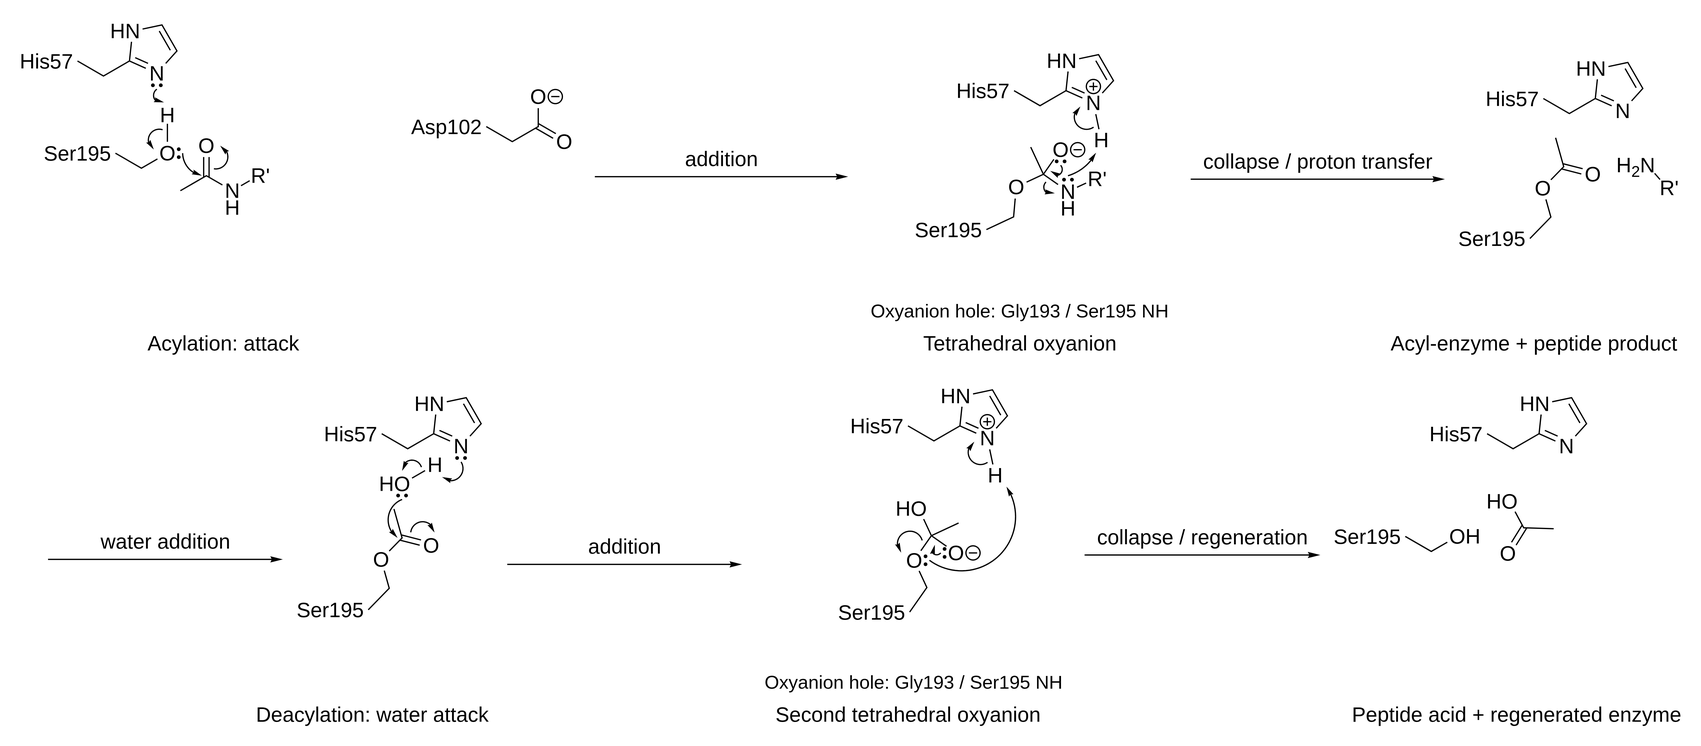 HN
His57
N
H
Ser195
O
O
N
H
R'
Asp102
O⊖
O
addition
HN
His57
N
⊕
H
O⊖
O
N
H
R'
Ser195
collapse / proton transfer
HN
His57
N
O
O
H2N
R'
Ser195
Oxyanion hole: Gly193 / Ser195 NH
Acylation: attack
Tetrahedral oxyanion
Acyl-enzyme + peptide product
water addition
HN
His57
N
H
HO
O
O
Ser195
addition
HN
His57
N
⊕
H
HO
O
O⊖
Ser195
collapse / regeneration
HN
His57
N
Ser195
OH
HO
O
Oxyanion hole: Gly193 / Ser195 NH
Deacylation: water attack
Second tetrahedral oxyanion
Peptide acid + regenerated enzyme